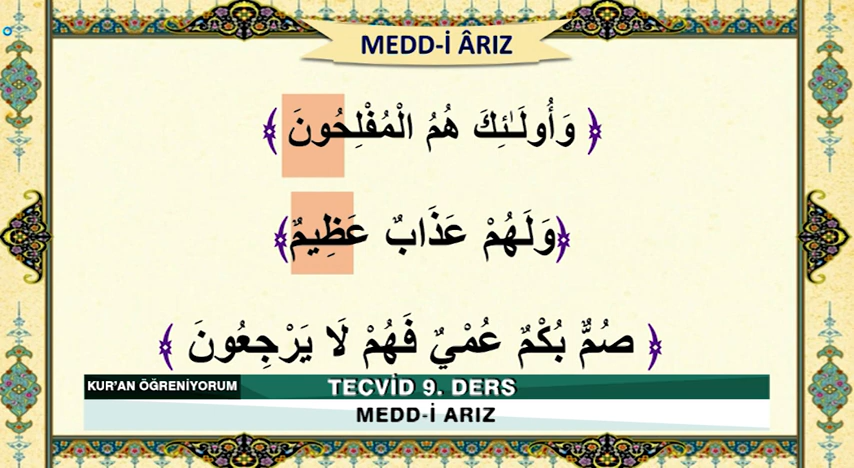 MEDD-İ ÂRIZ
﴿ وَأُولَـٰئِكَ هُمُ الْمُفْلِحُونَ ﴾
﴿وَلَهُمْ عَذَابٌ عَظِيمٌ﴾
﴿ صُمٌّ بُكْمٌ عُمْيٌ فَهُمْ لَا يَرْجِعُونَ ﴾
KUR'AN ÖĞRENİYORUM
TECVİD 9. DERS
MEDD-İ ARIZ